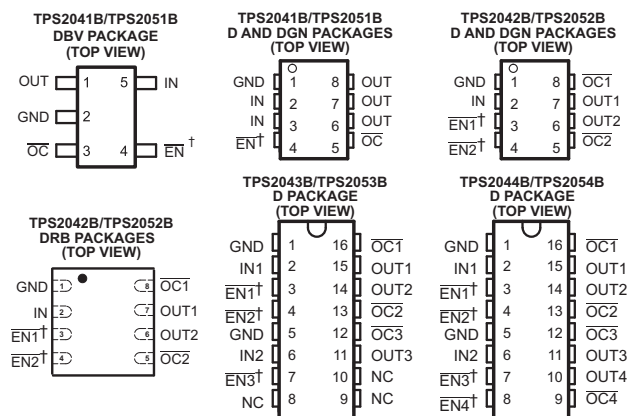 TPS2041B/TPS2051B
DBV PACKAGE
(TOP VIEW)
OUT 1 5 IN
GND 2
OC 3 4 EN †
TPS2041B/TPS2051B
D AND DGN PACKAGES
(TOP VIEW)
GND 1 8 OUT
IN 2 7 OUT
IN 3 6 OUT
EN† 4 5 OC
TPS2042B/TPS2052B
D AND DGN PACKAGES
(TOP VIEW)
GND 1 8 OC1
IN 2 7 OUT1
EN1† 3 6 OUT2
EN2† 4 5 OC2
TPS2042B/TPS2052B
DRB PACKAGES
(TOP VIEW)
GND 1 8 OC1
IN 2 7 OUT1
EN1† 3 6 OUT2
EN2† 4 5 OC2
TPS2043B/TPS2053B
D PACKAGE
(TOP VIEW)
GND 1 16 OC1
IN1 2 15 OUT1
EN1† 3 14 OUT2
EN2† 4 13 OC2
GND 5 12 OC3
IN2 6 11 OUT3
EN3† 7 10 NC
NC 8 9 NC
TPS2044B/TPS2054B
D PACKAGE
(TOP VIEW)
GND 1 16 OC1
IN1 2 15 OUT1
EN1† 3 14 OUT2
EN2† 4 13 OC2
GND 5 12 OC3
IN2 6 11 OUT3
EN3† 7 10 OUT4
EN4† 8 9 OC4